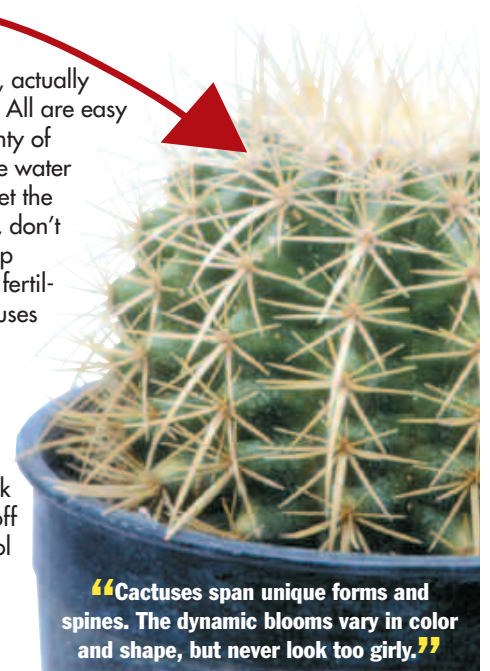 , actually
All are easy
nty of
e water
et the
, don't
p
fertil-
uses
k
off
ol
“Cactuses span unique forms and
spines. The dynamic blooms vary in color
and shape, but never look too girly.”